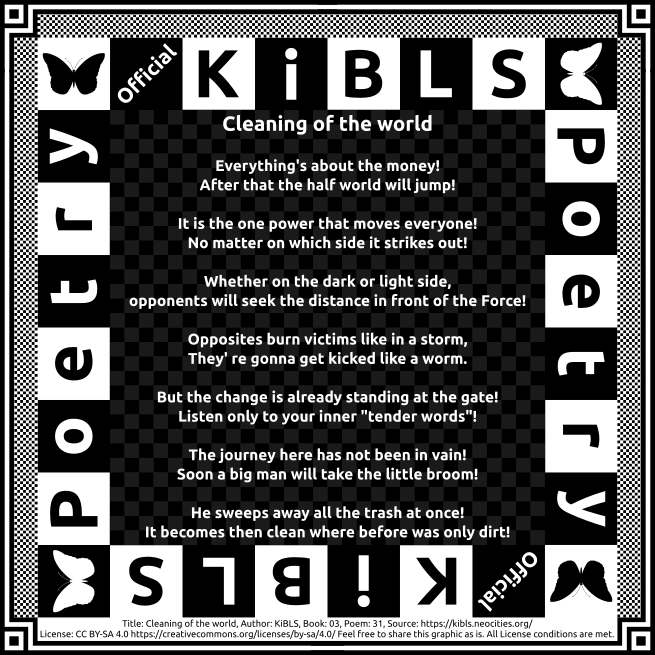 Official KiBLS
Poetry
Poetry
Cleaning of the world
Everything's about the money!
After that the half world will jump!
It is the one power that moves everyone!
No matter on which side it strikes out!
Whether on the dark or light side,
opponents will seek the distance in front of the Force!
Opposites burn victims like in a storm,
They' re gonna get kicked like a worm.
But the change is already standing at the gate!
Listen only to your inner "tender words"!
The journey here has not been in vain!
Soon a big man will take the little broom!
He sweeps away all the trash at once!
It becomes then clean where before was only dirt!
Official KiBLS
Title: Cleaning of the world, Author: KiBLS, Book: 03, Poem: 31, Source: https://kibls.neocities.org/
License: CC BY-SA 4.0 https://creativecommons.org/licenses/by-sa/4.0/ Feel free to share this graphic as is. All License conditions are met.